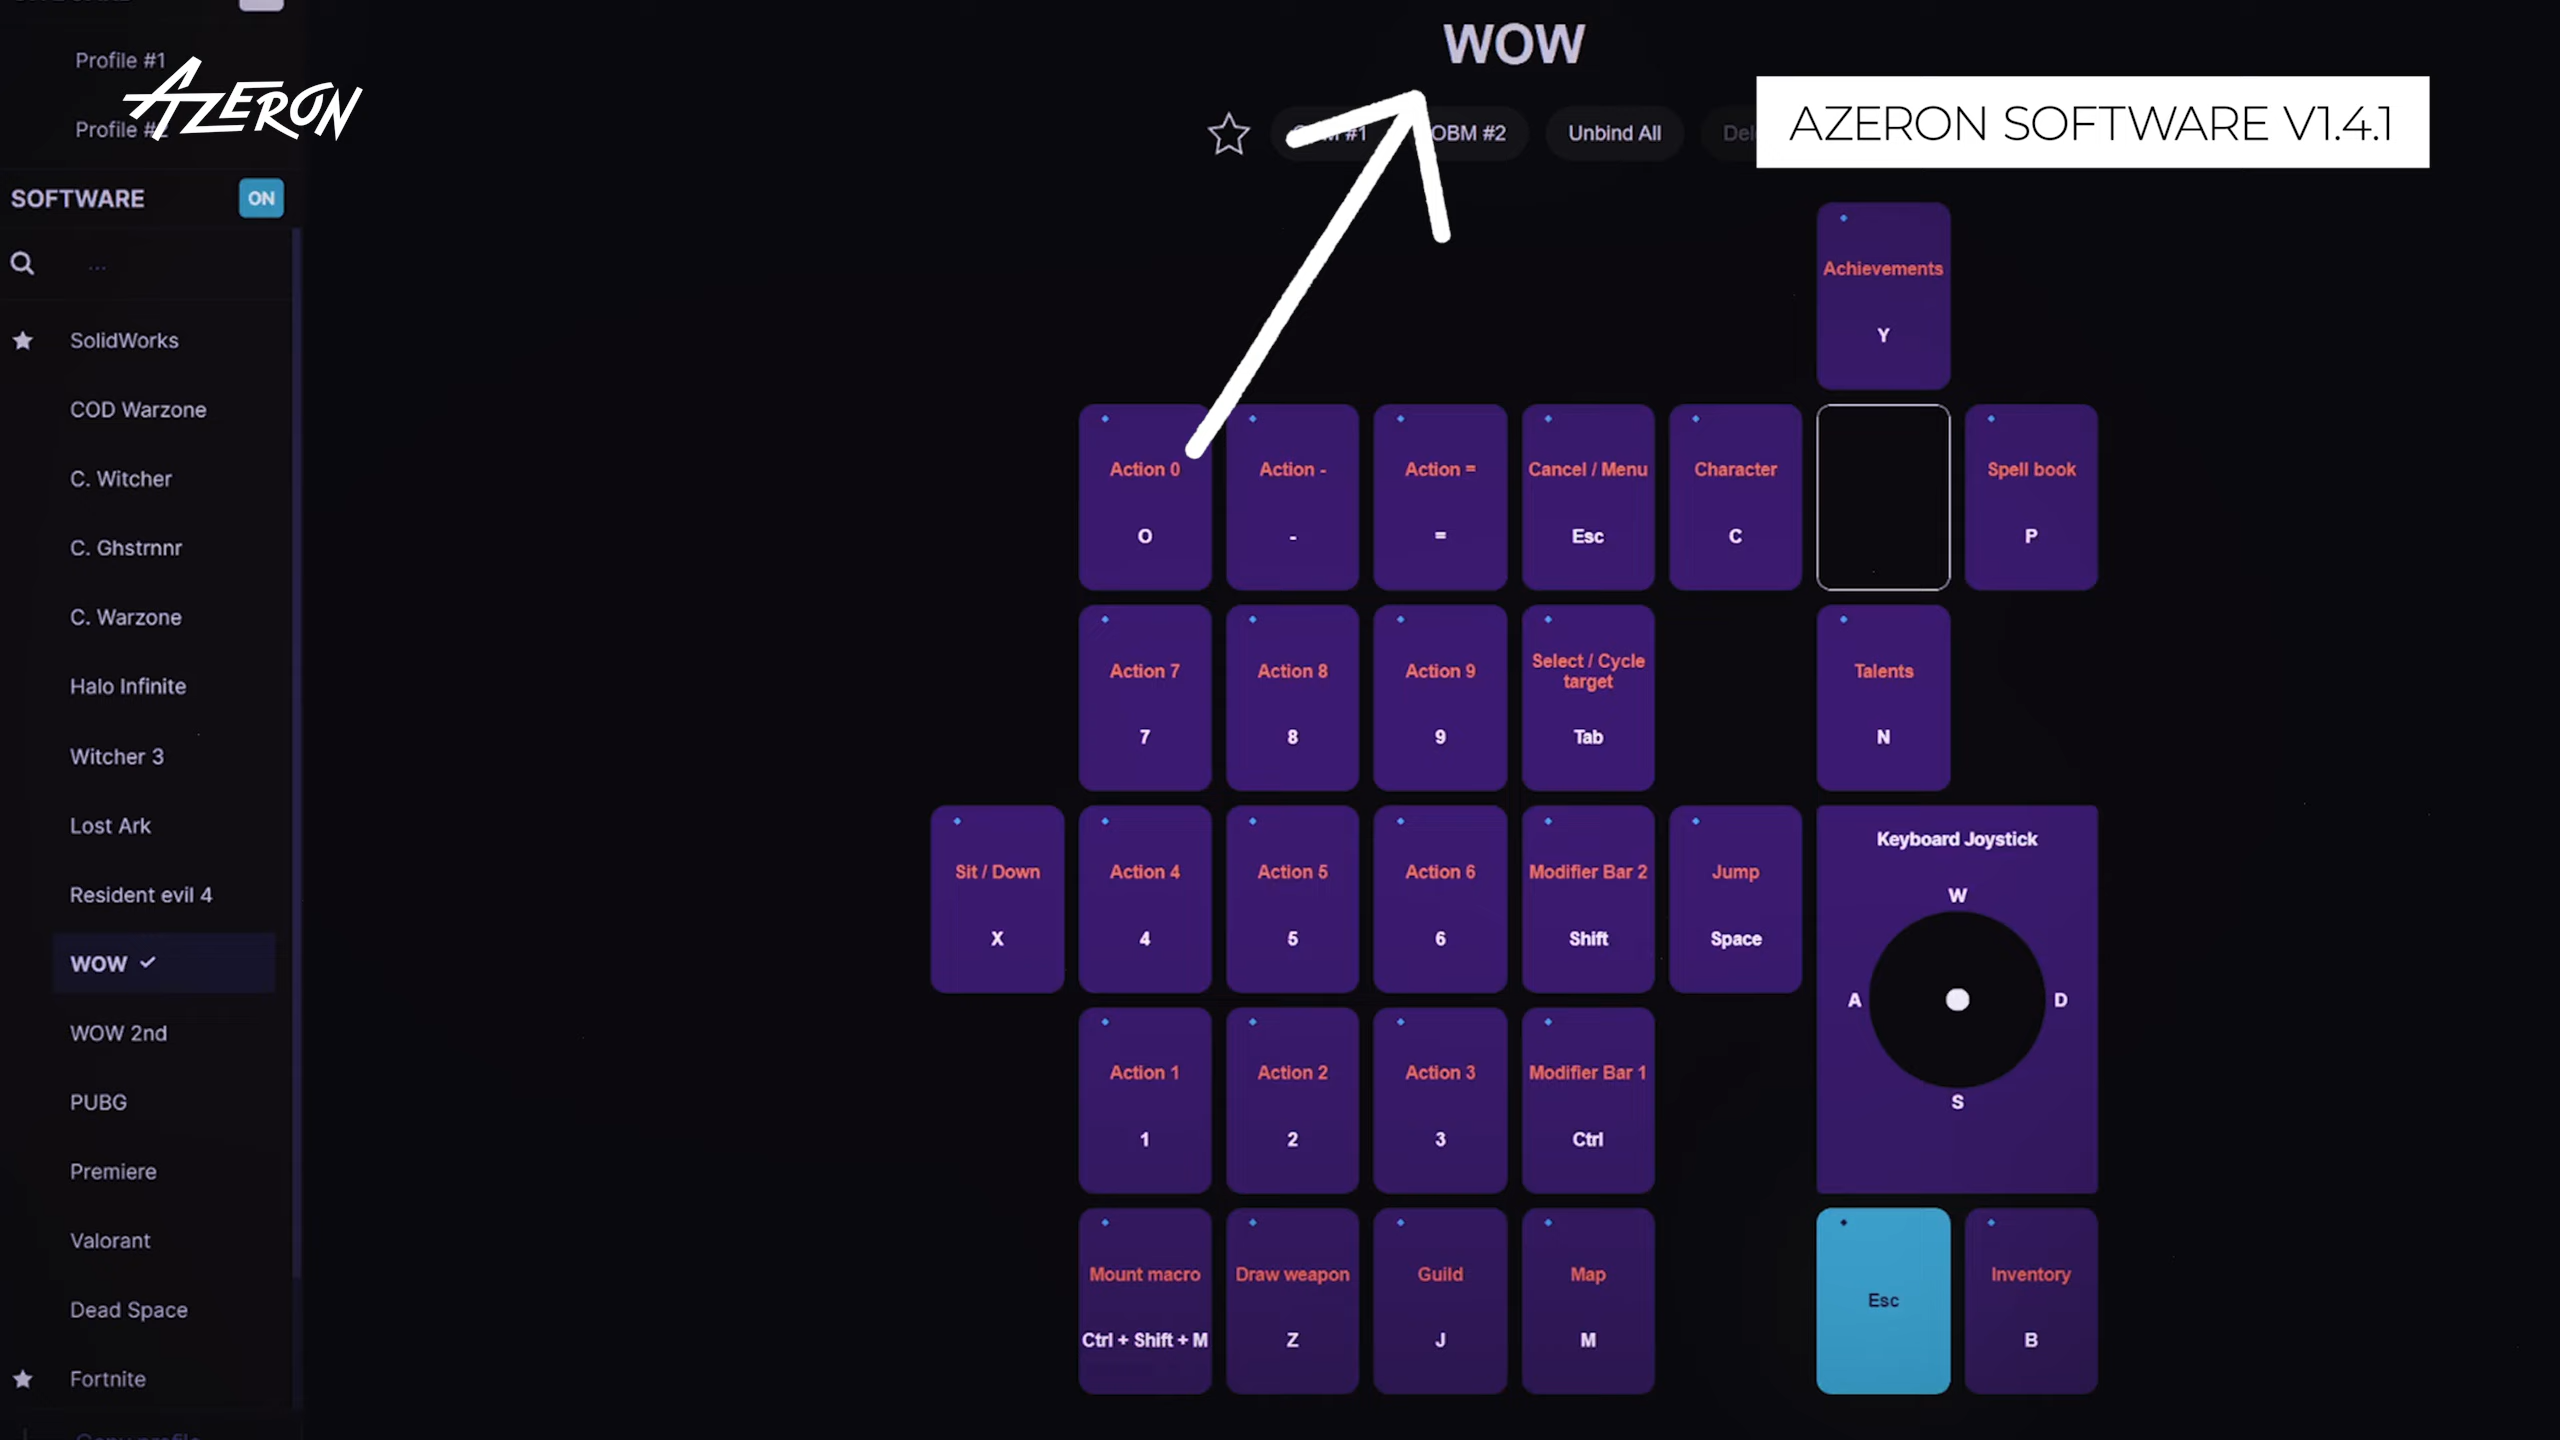 Profile #1
Profile #2
AZERON
SOFTWARE
ON
...
SolidWorks
COD Warzone
C. Witcher
C. Ghstrnnr
C. Warzone
Halo Infinite
Witcher 3
Lost Ark
Resident evil 4
WOW
WOW 2nd
PUBG
Premiere
Valorant
Dead Space
Fortnite
WOW
#1
OBM #2
Unbind All
AZERON SOFTWARE V1.4.1
Achievements
Y
Action 0
O
Action -
-
Action =
=
Cancel / Menu
Esc
Character
C
Spell book
P
Action 7
7
Action 8
8
Action 9
9
Select / Cycle
target
Tab
Talents
N
Sit / Down
X
Action 4
4
Action 5
5
Action 6
6
Modifier Bar 2
Shift
Jump
Space
Keyboard Joystick
W
A
D
S
Action 1
1
Action 2
2
Action 3
3
Modifier Bar 1
Ctrl
Mount macro
Ctrl + Shift + M
Draw weapon
Z
Guild
J
Map
M
Esc
Inventory
B